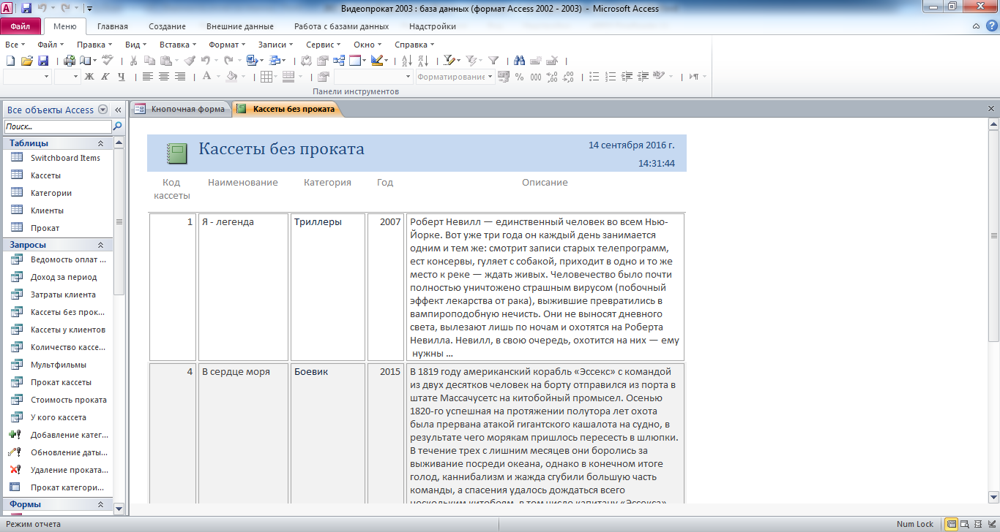 Видеопрокат 2003 : база данных (формат Access 2002 - 2003) - Microsoft Access
Файл Меню Главная Создание Внешние данные Работа с базами данных Надстройки
Все Файл Правка Вид Вставка Формат Записи Сервис Окно Справка
Ж К Ч A Форматирование % 000
Панели инструментов
Все объекты Access «
Поиск...
Таблицы
Switchboard Items
Кассеты
Категории
Клиенты
Прокат
Запросы
Ведомость оплат ...
Доход за период
Затраты клиента
Кассеты без прок...
Кассеты у клиентов
Количество кассе...
Мультфильмы
Прокат кассеты
Стоимость проката
У кого кассета
Добавление катег...
Обновление даты...
Удаление проката...
Прокат категори...
Формы
Кнопочная форма Кассеты без проката
Кассеты без проката
14 сентября 2016 г.
14:31:44
Код кассеты Наименование Категория Год Описание
1 Я - легенда Триллеры 2007 Роберт Невилл — единственный человек во всем Нью-
Йорке. Вот уже три года он каждый день занимается
одним и тем же: смотрит записи старых телепрограмм,
ест консервы, гуляет с собакой, приходит в одно и то же
место к реке — ждать живых. Человечество было почти
полностью уничтожено страшным вирусом (побочный
эффект лекарства от рака), выжившие превратились в
вампироподобную нечисть. Они не выносят дневного
света, вылезают лишь по ночам и охотятся на Роберта
Невилла. Невилл, в свою очередь, охотится на них — ему
нужны ...
4 В сердце моря Боевик 2015 В 1819 году американский корабль «Эссекс» с командой
из двух десятков человек на борту отправился из порта в
штате Массачусетс на китобойный промысел. Осенью
1820-го успешная на протяжении полутора лет охота
была прервана атакой гигантского кашалота на судно, в
результате чего морякам пришлось пересесть в шлюпки.
В течение трех с лишним месяцев они боролись за
выживание посреди океана, однако в конечном итоге
голод, каннибализм и жажда сгубили большую часть
команды, а спасения удалось дождаться всего
нескольким китобоям, в том числе капитану «Эссекса»
Режим отчета Num Lock